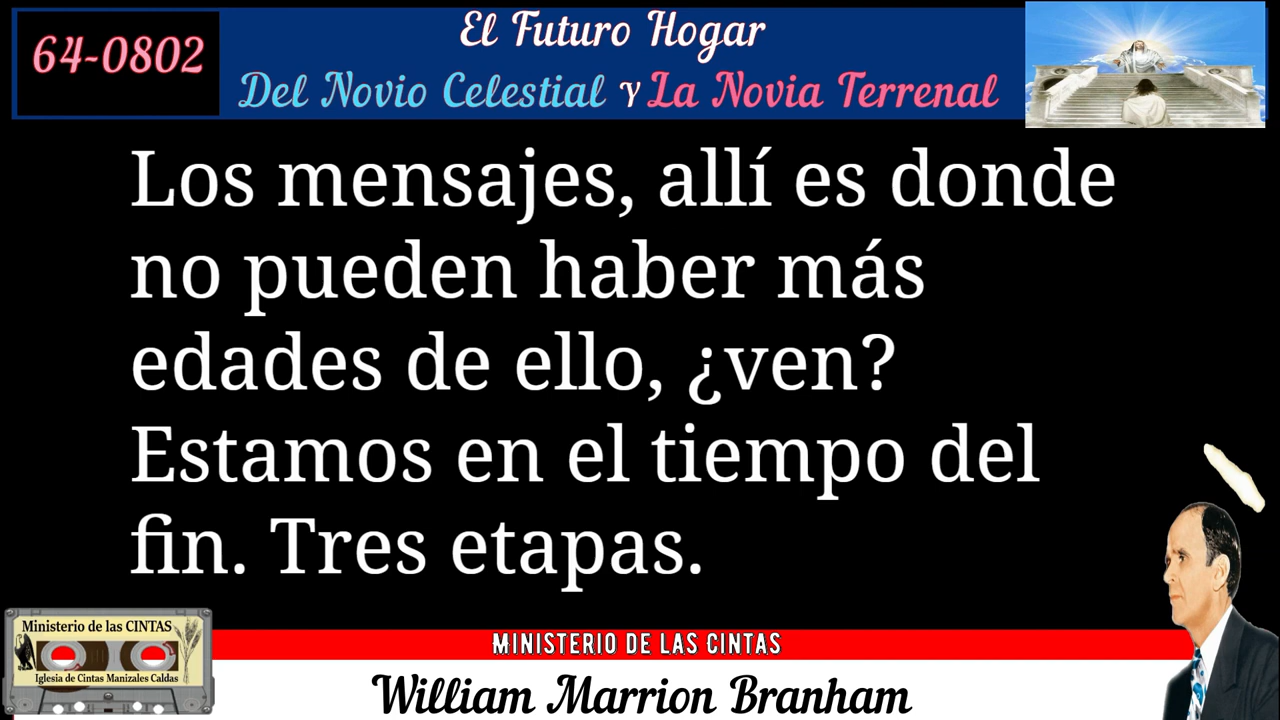 64-0802
El Futuro Hogar
Del Novio Celestial Y La Novia Terrenal
Los mensajes, allí es donde
no pueden haber más
edades de ello, ¿ven?
Estamos en el tiempo del
fin. Tres etapas.
Ministerio de las CINTAS
Iglesia de Cintas Manizales Caldas
MINISTERIO DE LAS CINTAS
William Marrion Branham